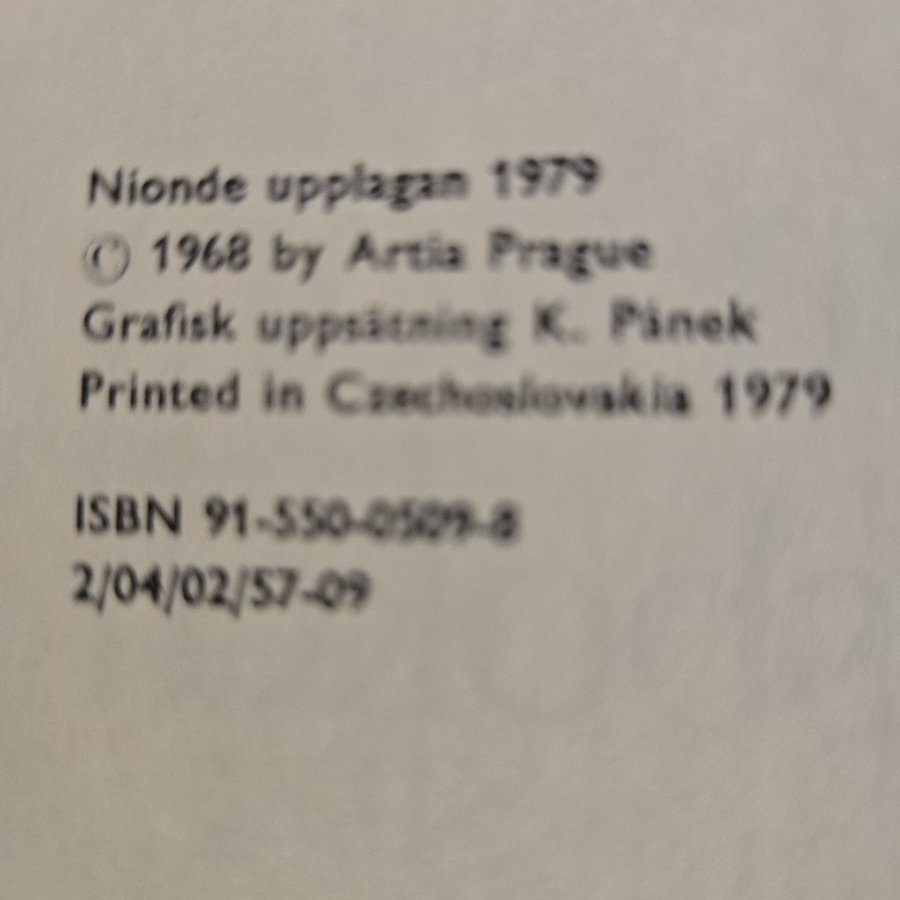 Nionde upplagan 1979
© 1968 by Artia Prague
Grafisk uppsätning K. Pánek
Printed in Czechoslovakia 1979
ISBN 91-550-0509-8
2/04/02/57-09